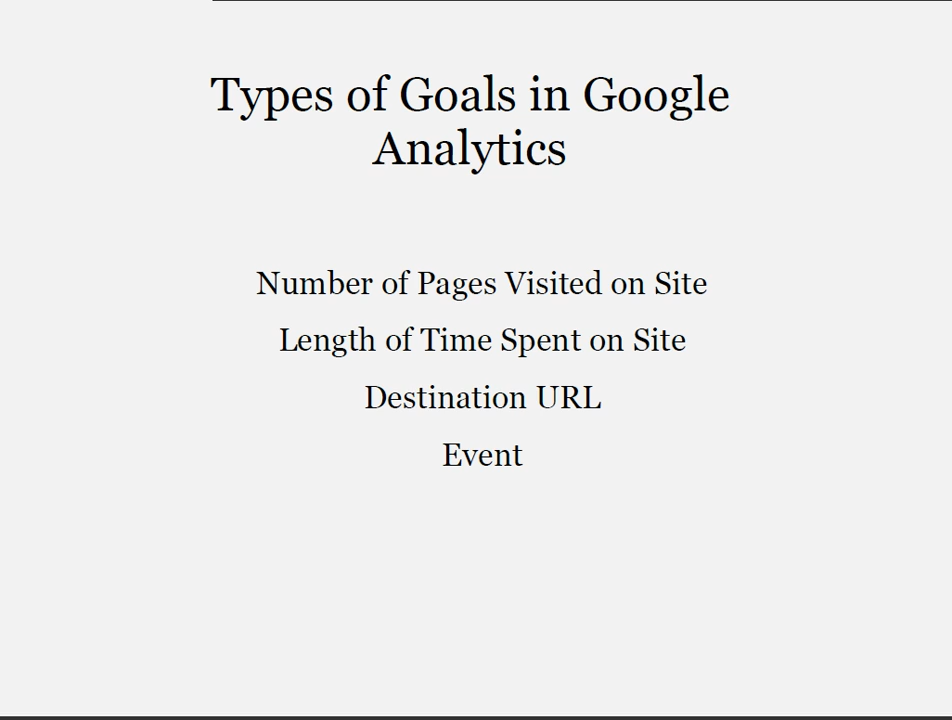 Types of Goals in Google
Analytics
Number of Pages Visited on Site
Length of Time Spent on Site
Destination URL
Event